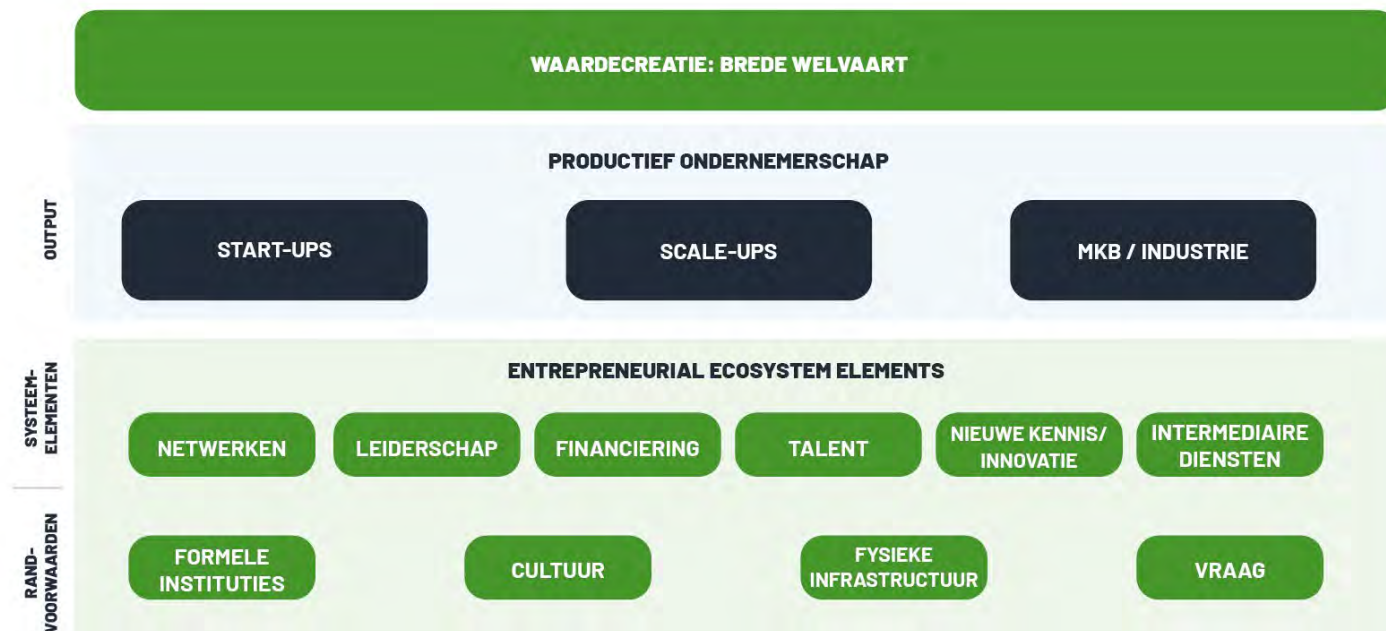 WAARDECREATIE: BREDE WELVAART
PRODUCTIEF ONDERNEMERSCHAP
OUTPUT
START-UPS
SCALE-UPS
MKB / INDUSTRIE
ENTREPRENEURIAL ECOSYSTEM ELEMENTS
SYSTEEM-
ELEMENTEN
NETWERKEN
LEIDERSCHAP
FINANCIERING
TALENT
NIEUWE KENNIS/
INNOVATIE
INTERMEDIAIRE
DIENSTEN
RAND-
VOORWAARDEN
FORMELE
INSTITUTIES
CULTUUR
FYSIEKE
INFRASTRUCTUUR
VRAAG